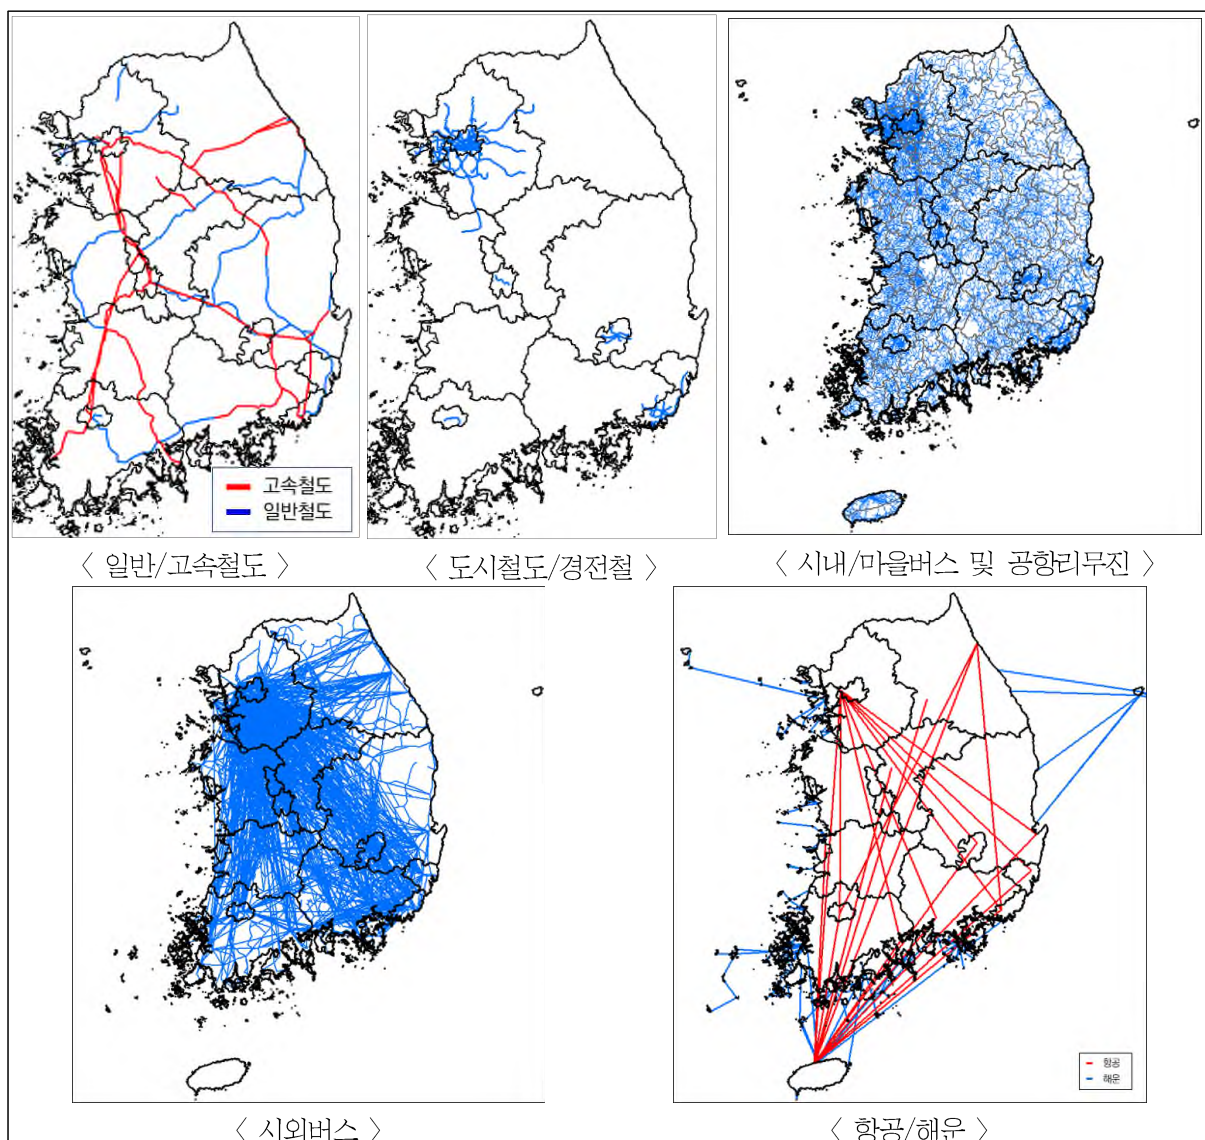 고속철도
일반철도
〈 일반/고속철도 〉
〈 도시철도/경전철 〉
〈 시내/마을버스 및 공항리무진 〉
항공
해운
〈 시외버스 〉
〈 항공/해운 〉